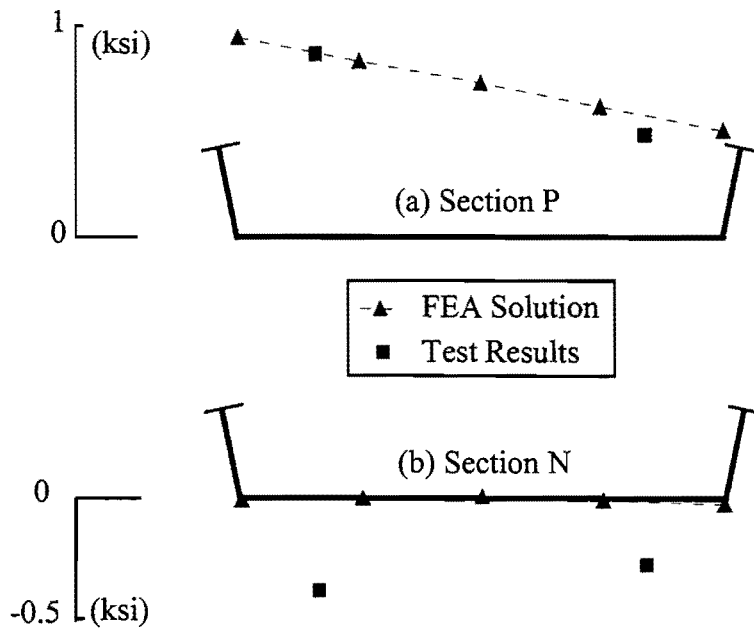 1
(ksi)
(a) Section P
0
FEA Solution
Test Results
(b) Section N
0
-0.5
(ksi)